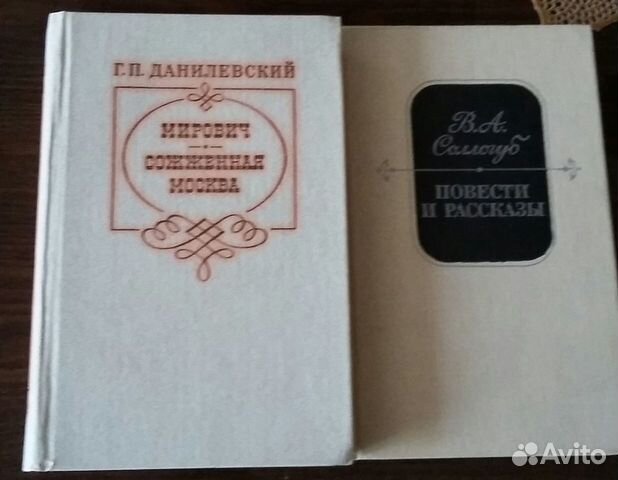 Г.П. ДАНИЛЕВСКИЙ
МИРОВИЧ
СОЖЖЕННАЯ
МОСКВА
В.А.
Соллогуб
ПОВЕСТИ
И РАССКАЗЫ
Avito